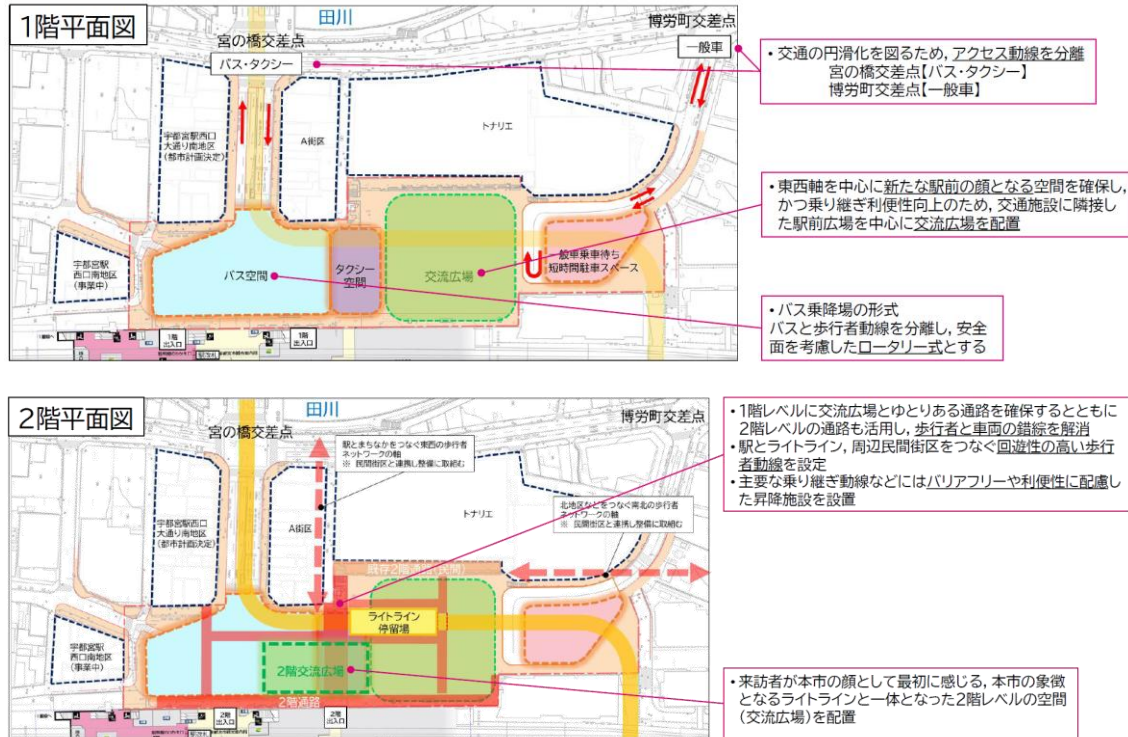 1階平面図
田川
宮の橋交差点
バス・タクシー
博労町交差点
一般車
宇都宮駅西口
大通り南地区
(都市計画決定)
A街区
トナリエ
宇都宮駅
西口南地区
(事業中)
バス空間
タクシー
空間
交流広場
一般車乗車待ち
短時間駐車スペース
1階
出入口
1階
出入口
・交通の円滑化を図るため,アクセス動線を分離
宮の橋交差点【バス・タクシー】
博労町交差点【一般車】
・東西軸を中心に新たな駅前の顔となる空間を確保し,
かつ乗り継ぎ利便性向上のため,交通施設に隣接し
た駅前広場を中心に交流広場を配置
・バス乗降場の形式
バスと歩行者動線を分離し,安全
面を考慮したロータリー式とする
2階平面図
田川
宮の橋交差点
博労町交差点
駅とまちなかをつなぐ東西の歩行者
ネットワークの軸
※ 民間街区と連携し整備に取組む
宇都宮駅西口
大通り南地区
(都市計画決定)
A街区
トナリエ
北地区などをつなぐ南北の歩行者
ネットワークの軸
※ 民間街区と連携し整備に取組む
既存2階通路(民間)
ライトライン
停留場
宇都宮駅
西口南地区
(事業中)
2階交流広場
2階通路
2階
出入口
2階
出入口
・1階レベルに交流広場とゆとりある通路を確保するとともに
2階レベルの通路も活用し,歩行者と車両の錯綜を解消
・駅とライトライン,周辺民間街区をつなぐ回遊性の高い歩行
者動線を設定
・主要な乗り継ぎ動線などにはバリアフリーや利便性に配慮し
た昇降施設を設置
・来訪者が本市の顔として最初に感じる,本市の象徴
となるライトラインと一体となった2階レベルの空間
(交流広場)を配置